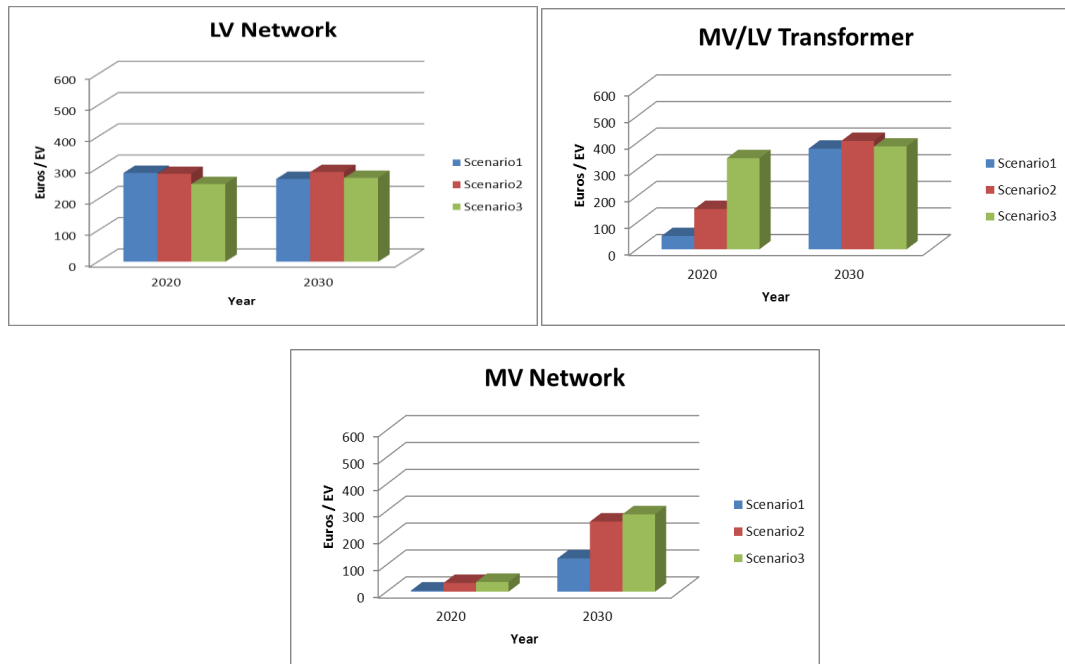 LV Network
600
500
400
300
200
100
0
Euros / EV
2020
2030
Year
Scenario1
Scenario2
Scenario3
MV/LV Transformer
600
500
400
300
200
100
0
Euros / EV
2020
2030
Year
Scenario1
Scenario2
Scenario3
MV Network
600
500
400
300
200
100
0
Euros / EV
2020
2030
Year
Scenario1
Scenario2
Scenario3